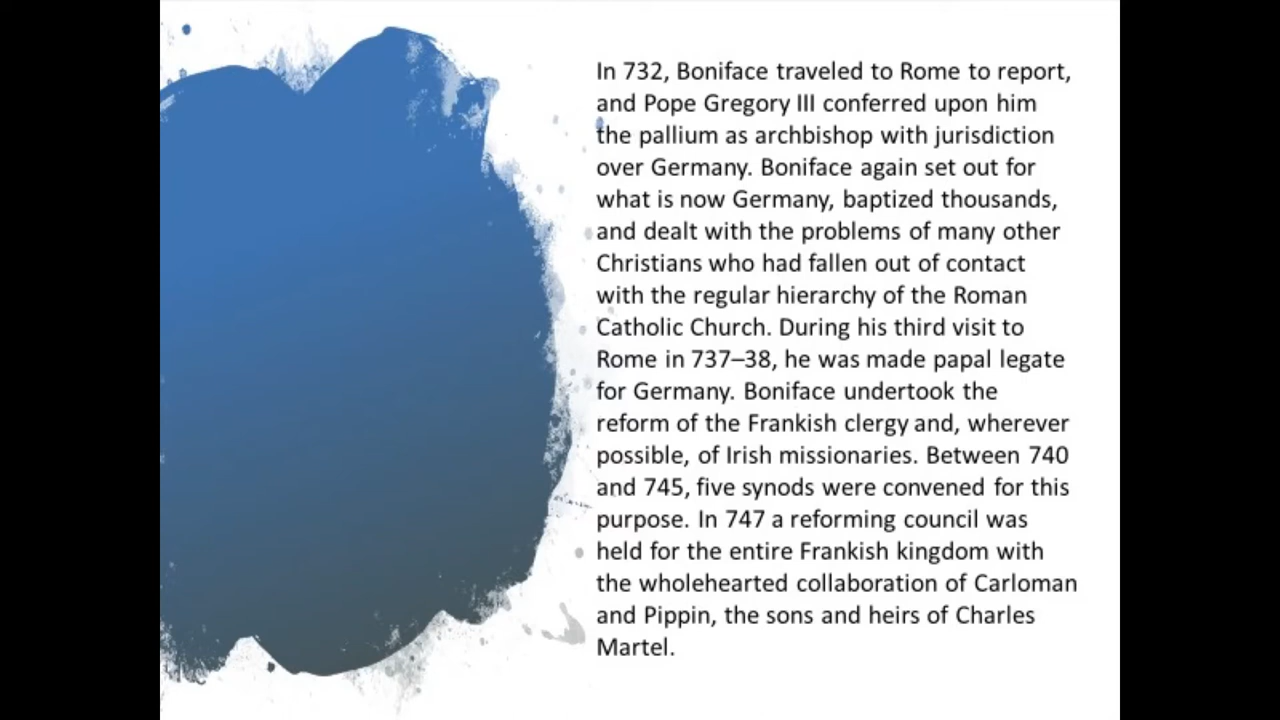 In 732, Boniface traveled to Rome to report,
and Pope Gregory III conferred upon him
the pallium as archbishop with jurisdiction
over Germany. Boniface again set out for
what is now Germany, baptized thousands,
and dealt with the problems of many other
Christians who had fallen out of contact
with the regular hierarchy of the Roman
Catholic Church. During his third visit to
Rome in 737–38, he was made papal legate
for Germany. Boniface undertook the
reform of the Frankish clergy and, wherever
possible, of Irish missionaries. Between 740
and 745, five synods were convened for this
purpose. In 747 a reforming council was
held for the entire Frankish kingdom with
the wholehearted collaboration of Carloman
and Pippin, the sons and heirs of Charles
Martel.